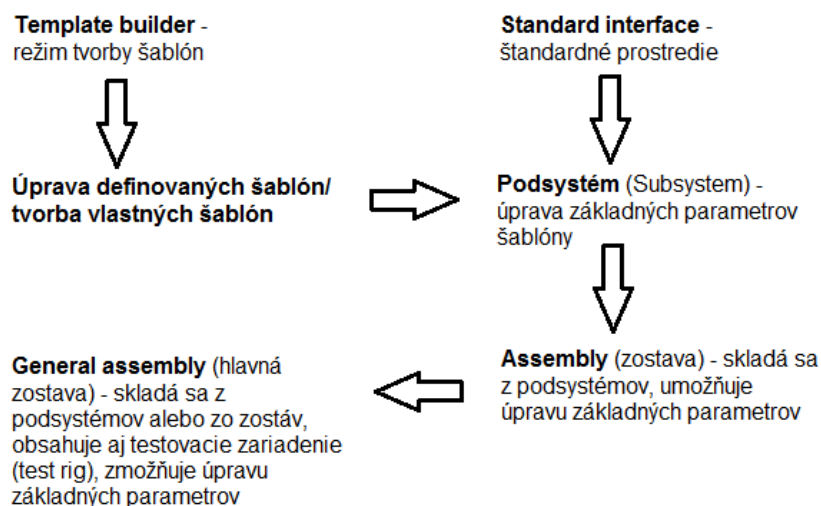 Template builder -
režim tvorby šablón
Standard interface -
štandardné prostredie
Úprava definovaných šablón/
tvorba vlastných šablón
Podsystém (Subsystem) -
úprava základných parametrov
šablóny
Assembly (zostava) - skladá sa
z podsystémov, umožňuje
úpravu základných parametrov
General assembly (hlavná
zostava) - skladá sa z
podsystémov alebo zo zostáv,
obsahuje aj testovacie zariadenie
(test rig), zmožňuje úpravu
základných parametrov